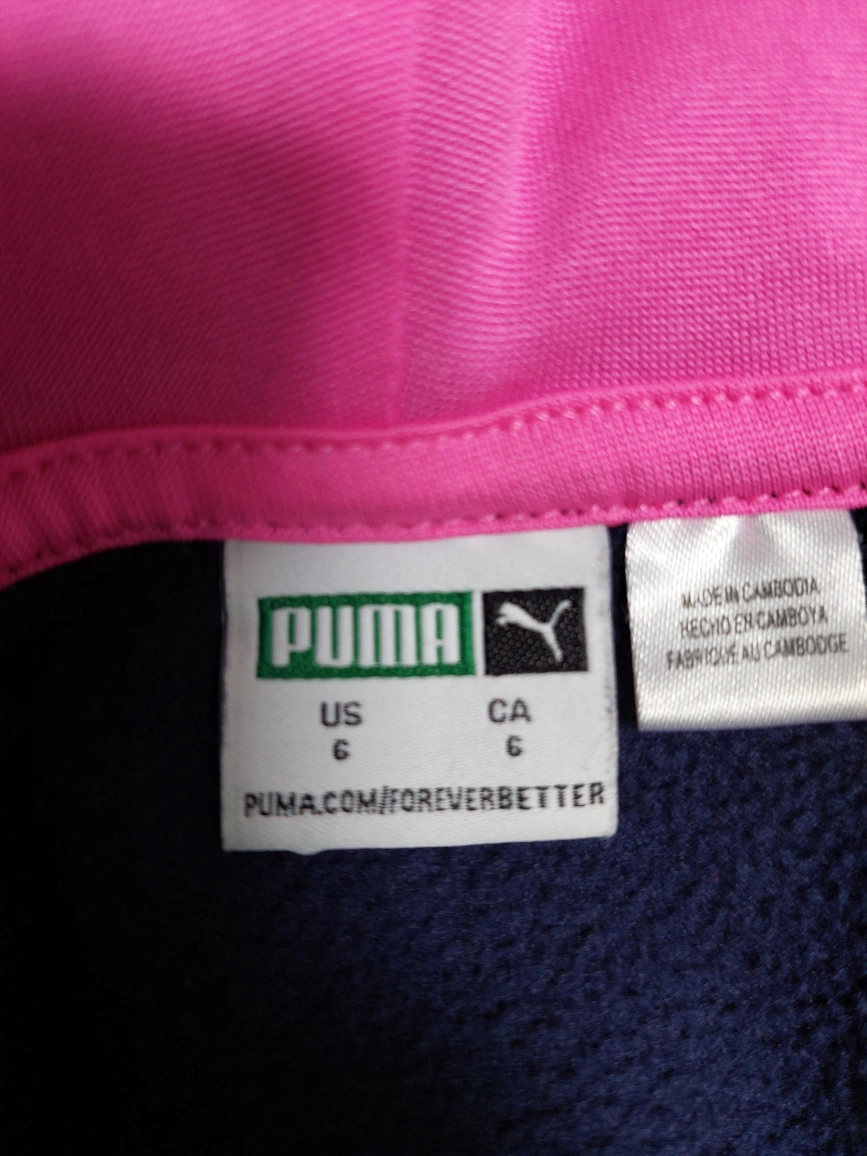 PUMA
US CA
6 6
PUMA.COM/FOREVERBETTER
MADE IN CAMBODIA
HECHO EN CAMBOYA
FABRIQUÉ AU CAMBODGE